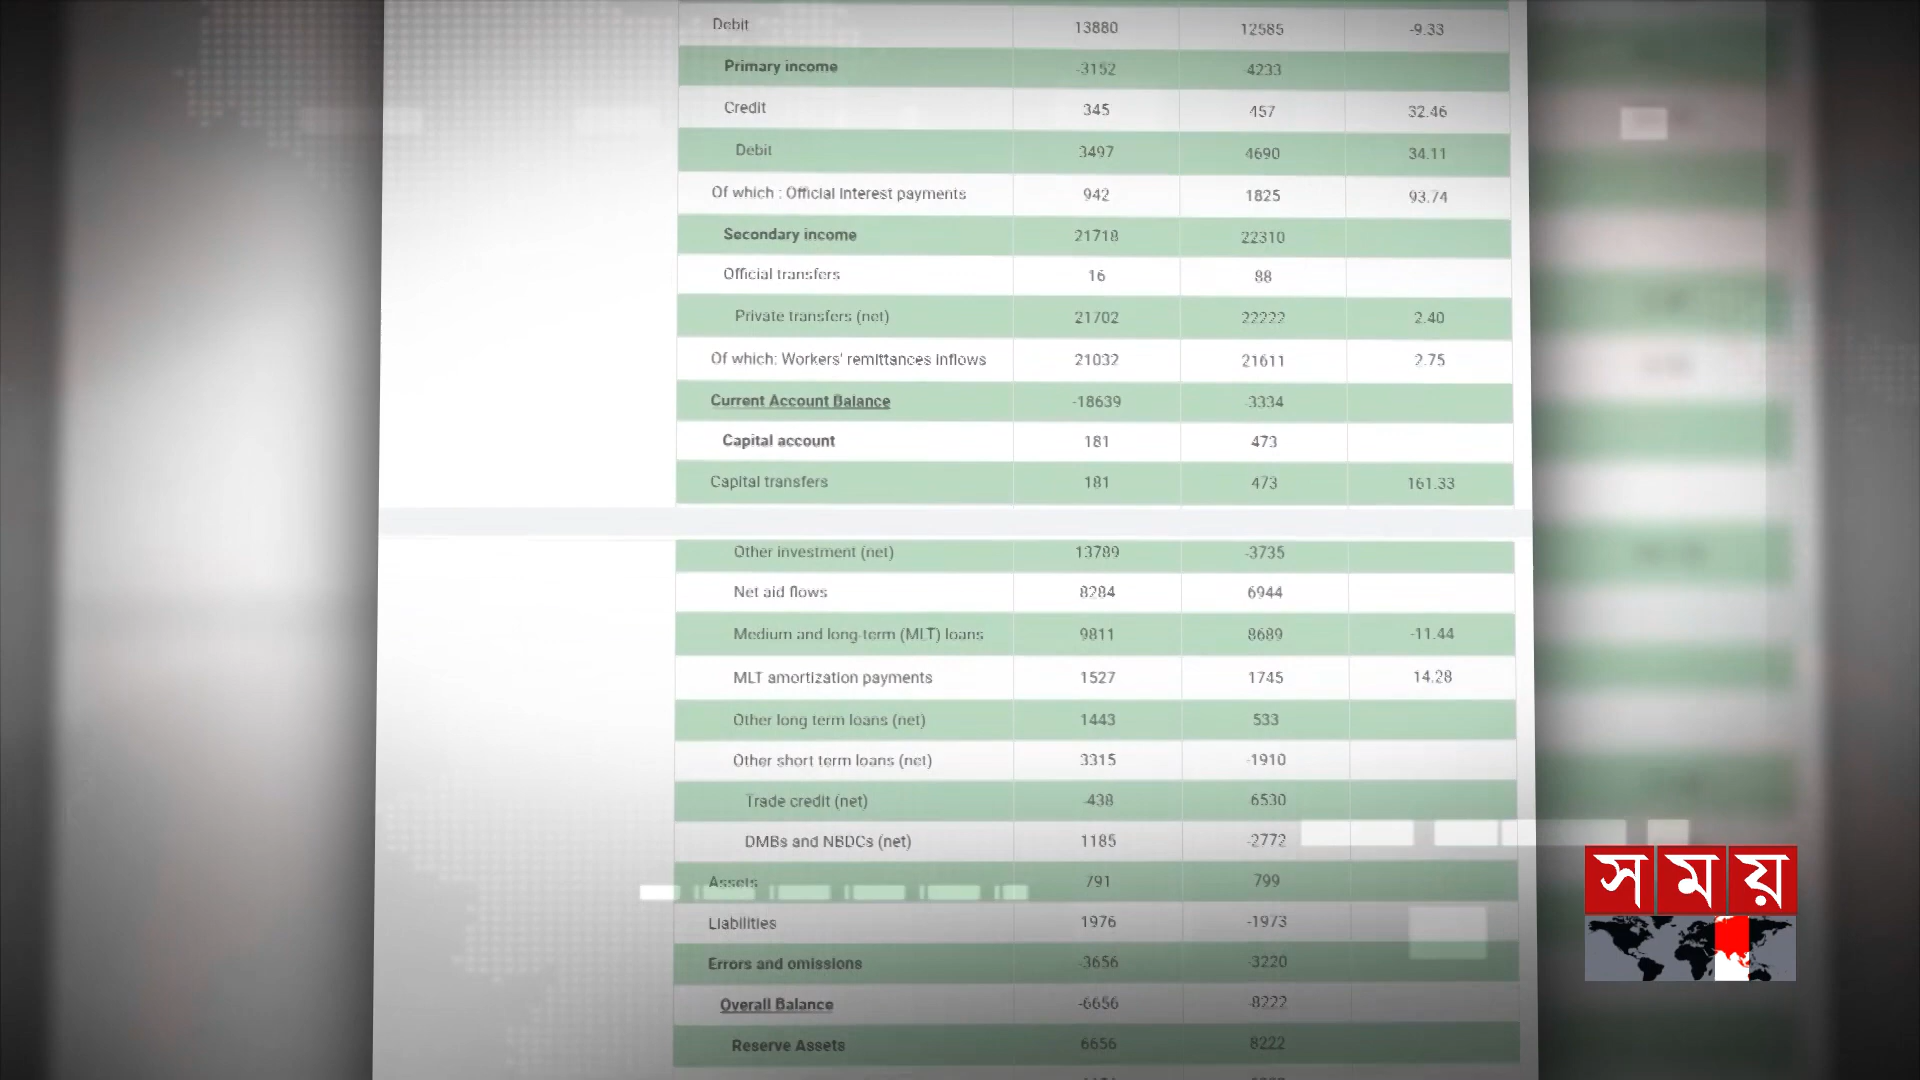 Debit 13880 12585 -9.33
Primary income -3152 -4233
Credit 345 457 32.46
Debit 3497 4690 34.11
Of which : Official interest payments 942 1825 93.74
Secondary income 21718 22310
Official transfers 16 88
Private transfers (net) 21702 22222 2.40
Of which: Workers' remittances inflows 21032 21611 2.75
Current Account Balance -18639 -3334
Capital account 181 473
Capital transfers 181 473 161.33
Other investment (net) 13789 -3735
Net aid flows 8284 6944
Medium and long-term (MLT) loans 9811 8689 -11.44
MLT amortization payments 1527 1745 14.28
Other long term loans (net) 1443 533
Other short term loans (net) 3315 -1910
Trade credit (net) -438 -6530
DMBs and NBDCs (net) 1185 -2772
Assets 791 799
Liabilities 1976 -1973
Errors and omissions -3656 -3220
Overall Balance -6656 -8222
Reserve Assets 6656 8222
সময়